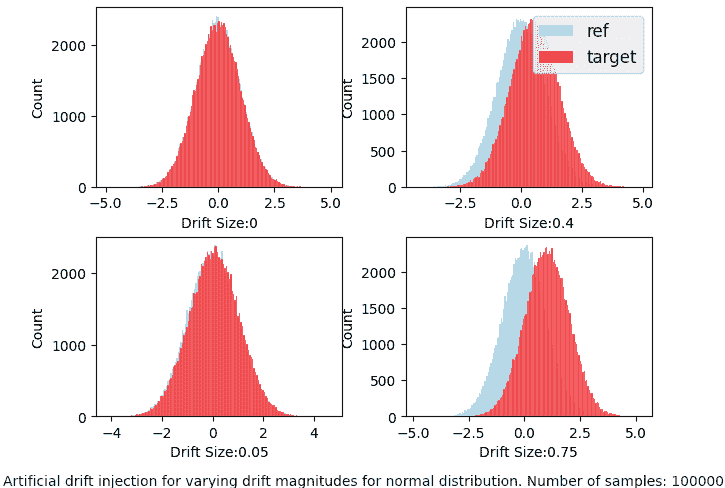 2000
1000
0
Count
−5.0 −2.5 0.0 2.5 5.0
Drift Size:0
2000
1500
1000
500
0
Count
−2.5 0.0 2.5 5.0
Drift Size:0.4
ref
target
2000
1000
0
Count
−4 −2 0 2 4
Drift Size:0.05
2000
1500
1000
500
0
Count
−5.0 −2.5 0.0 2.5 5.0
Drift Size:0.75
Artificial drift injection for varying drift magnitudes for normal distribution. Number of samples: 100000